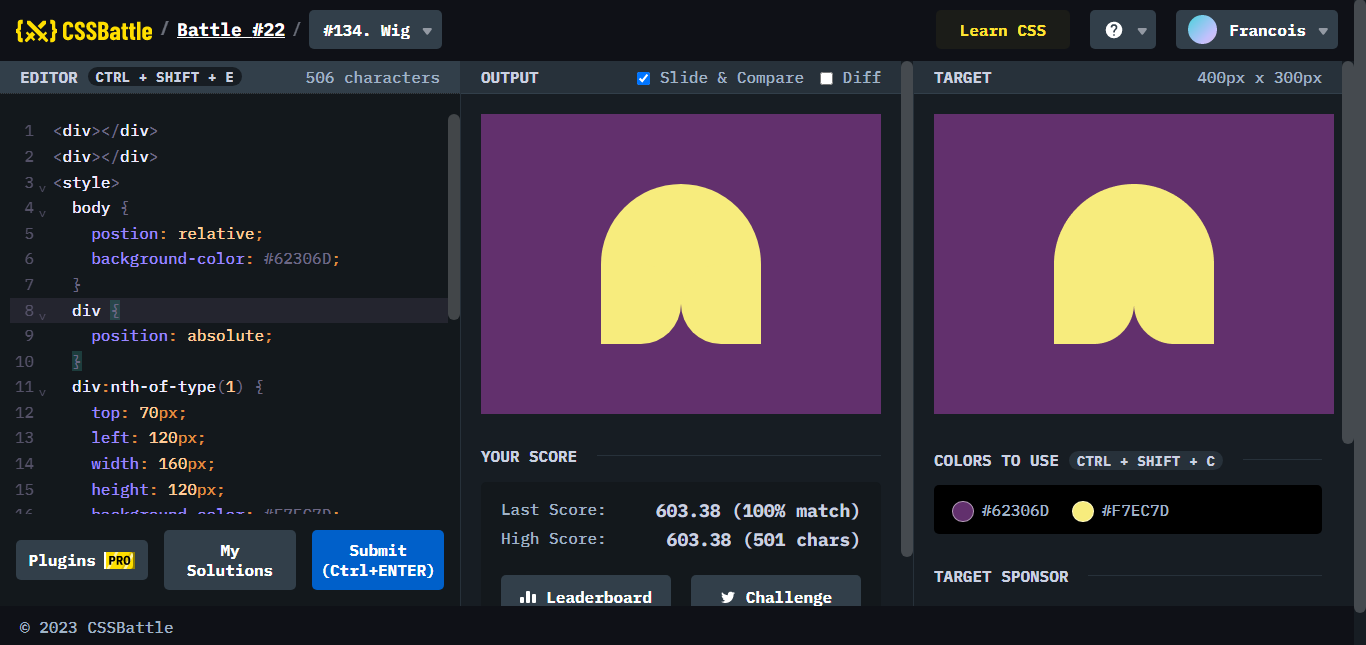 {X} CSSBattle / Battle #22 / #134. Wig
Learn CSS
?
Francois
EDITOR CTRL + SHIFT + E 506 characters
1 <div></div>
2 <div></div>
3 <style>
4 body {
5 postion: relative;
6 background-color: #62306D;
7 }
8 div {
9 position: absolute;
10 }
11 div:nth-of-type(1) {
12 top: 70px;
13 left: 120px;
14 width: 160px;
15 height: 120px;
16 background-color: #F7EC7D;
Plugins PRO
My Solutions
Submit (Ctrl+ENTER)
OUTPUT Slide & Compare Diff
YOUR SCORE
Last Score: 603.38 (100% match)
High Score: 603.38 (501 chars)
Leaderboard Challenge
TARGET 400px x 300px
COLORS TO USE CTRL + SHIFT + C
#62306D #F7EC7D
TARGET SPONSOR
© 2023 CSSBattle